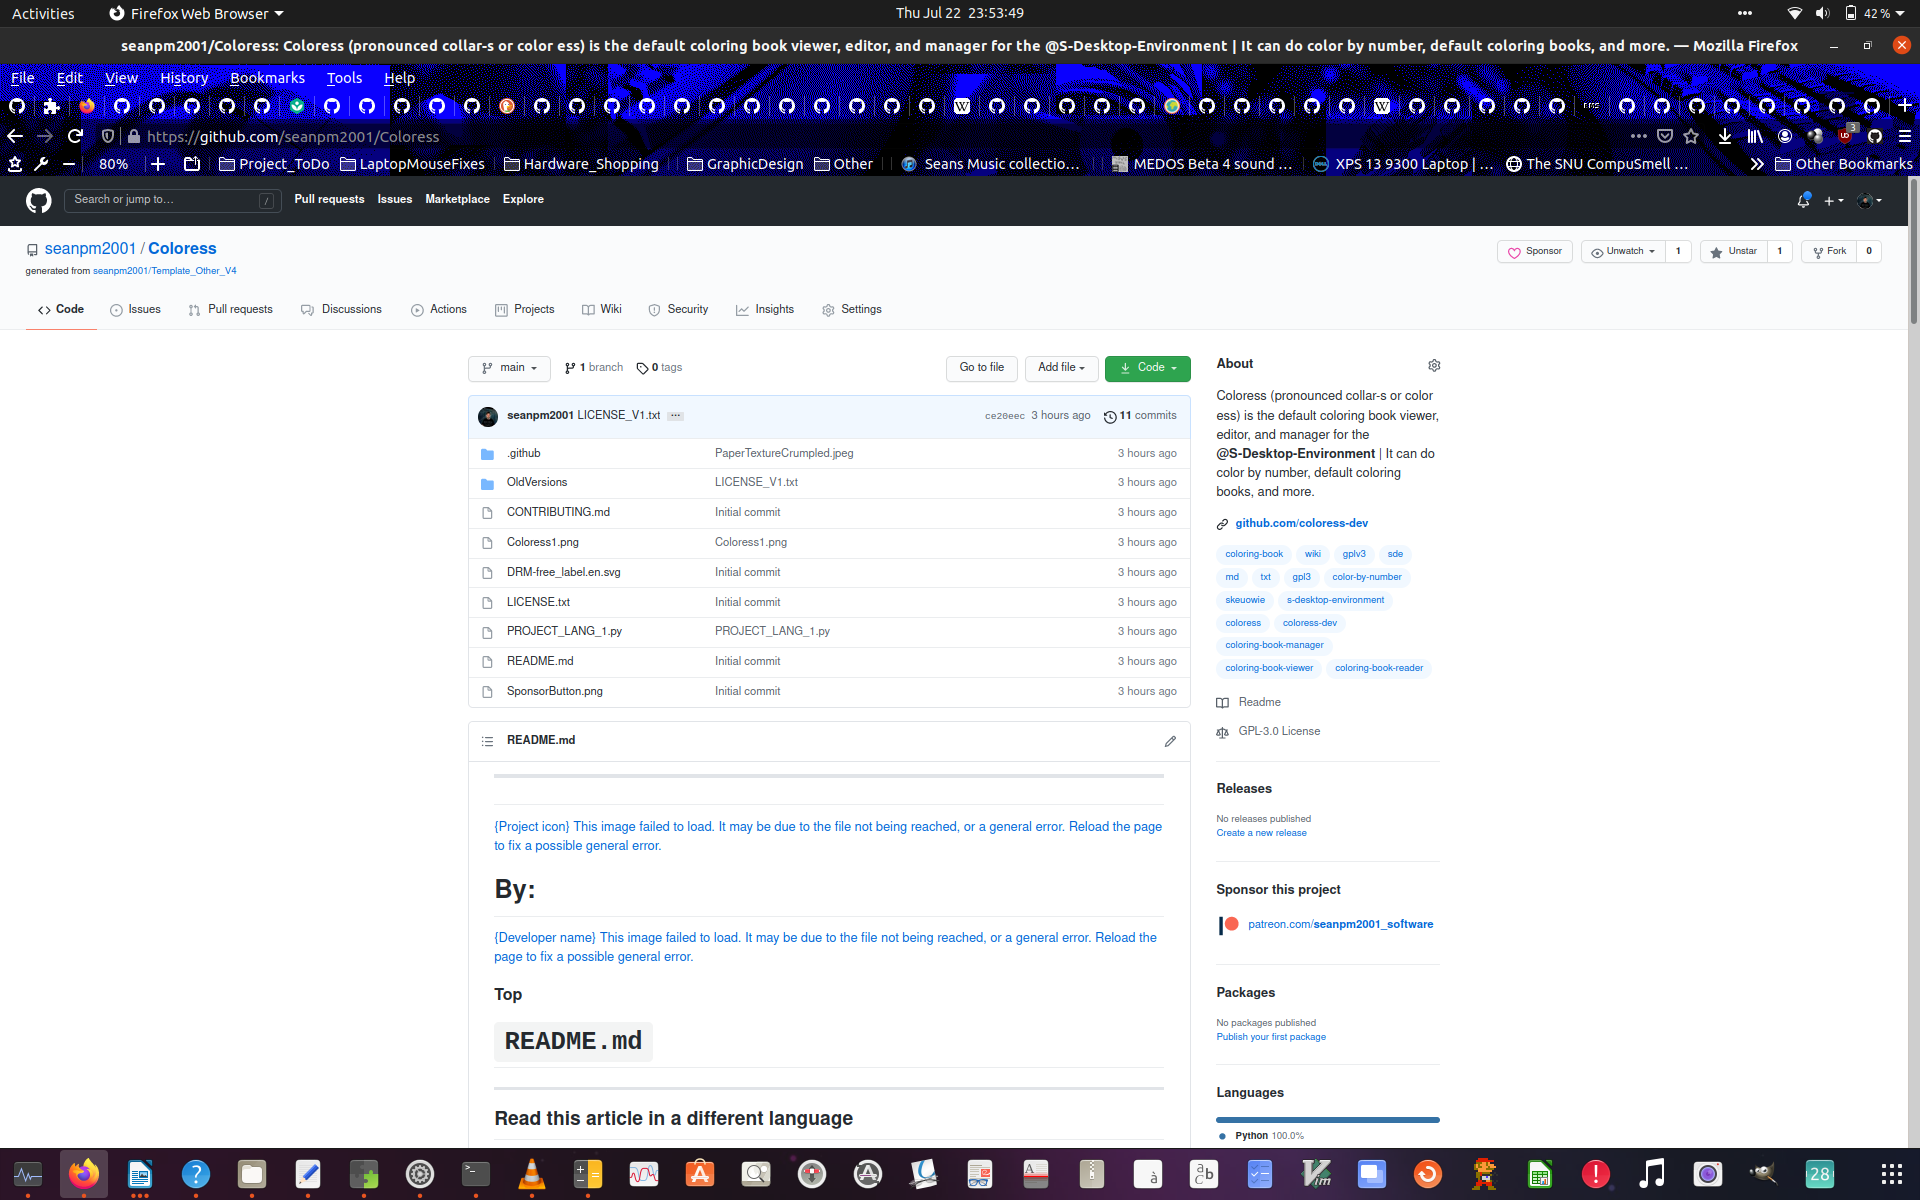 Activities Firefox Web Browser Thu Jul 22 23:53:49 42 %
seanpm2001/Coloress: Coloress (pronounced collar-s or color ess) is the default coloring book viewer, editor, and manager for the @S-Desktop-Environment | It can do color by number, default coloring books, and more. — Mozilla Firefox
File Edit View History Bookmarks Tools Help
https://github.com/seanpm2001/Coloress 3
80% Project_ToDo LaptopMouseFixes Hardware_Shopping GraphicDesign Other Seans Music collectio… MEDOS Beta 4 sound … XPS 13 9300 Laptop | … The SNU CompuSmell … Other Bookmarks
Search or jump to… / Pull requests Issues Marketplace Explore
seanpm2001 / Coloress Sponsor Unwatch 1 Unstar 1 Fork 0
generated from seanpm2001/Template_Other_V4
Code Issues Pull requests Discussions Actions Projects Wiki Security Insights Settings
main 1 branch 0 tags Go to file Add file Code
seanpm2001 LICENSE_V1.txt ··· ce20eec 3 hours ago 11 commits
.github PaperTextureCrumpled.jpeg 3 hours ago
OldVersions LICENSE_V1.txt 3 hours ago
CONTRIBUTING.md Initial commit 3 hours ago
Coloress1.png Coloress1.png 3 hours ago
DRM-free_label.en.svg Initial commit 3 hours ago
LICENSE.txt Initial commit 3 hours ago
PROJECT_LANG_1.py PROJECT_LANG_1.py 3 hours ago
README.md Initial commit 3 hours ago
SponsorButton.png Initial commit 3 hours ago
README.md
{Project icon} This image failed to load. It may be due to the file not being reached, or a general error. Reload the page
to fix a possible general error.
By:
{Developer name} This image failed to load. It may be due to the file not being reached, or a general error. Reload the
page to fix a possible general error.
Top
README.md
Read this article in a different language
About
Coloress (pronounced collar-s or color
ess) is the default coloring book viewer,
editor, and manager for the
@S-Desktop-Environment | It can do
color by number, default coloring
books, and more.
github.com/coloress-dev
coloring-book wiki gplv3 sde
md txt gpl3 color-by-number
skeuowie s-desktop-environment
coloress coloress-dev
coloring-book-manager
coloring-book-viewer coloring-book-reader
Readme
GPL-3.0 License
Releases
No releases published
Create a new release
Sponsor this project
patreon.com/seanpm2001_software
Packages
No packages published
Publish your first package
Languages
Python 100.0%
28